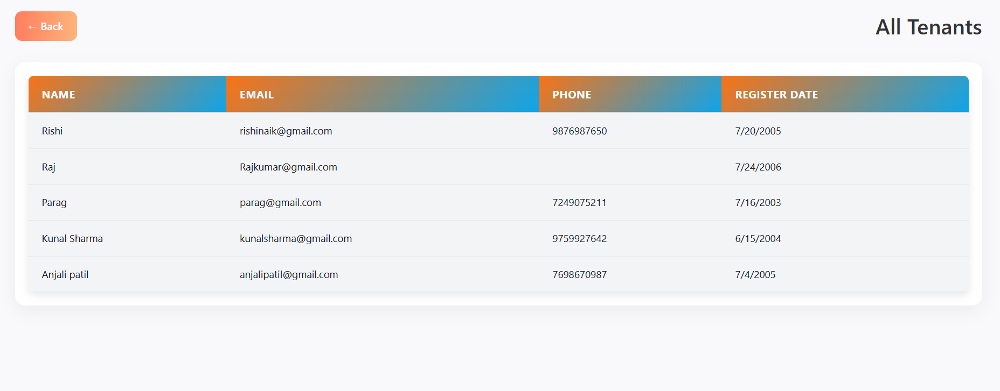 ← Back
All Tenants
NAME EMAIL PHONE REGISTER DATE
Rishi rishinaik@gmail.com 9876987650 7/20/2005
Raj Rajkumar@gmail.com 7/24/2006
Parag parag@gmail.com 7249075211 7/16/2003
Kunal Sharma kunalsharma@gmail.com 9759927642 6/15/2004
Anjali patil anjalipatil@gmail.com 7698670987 7/4/2005